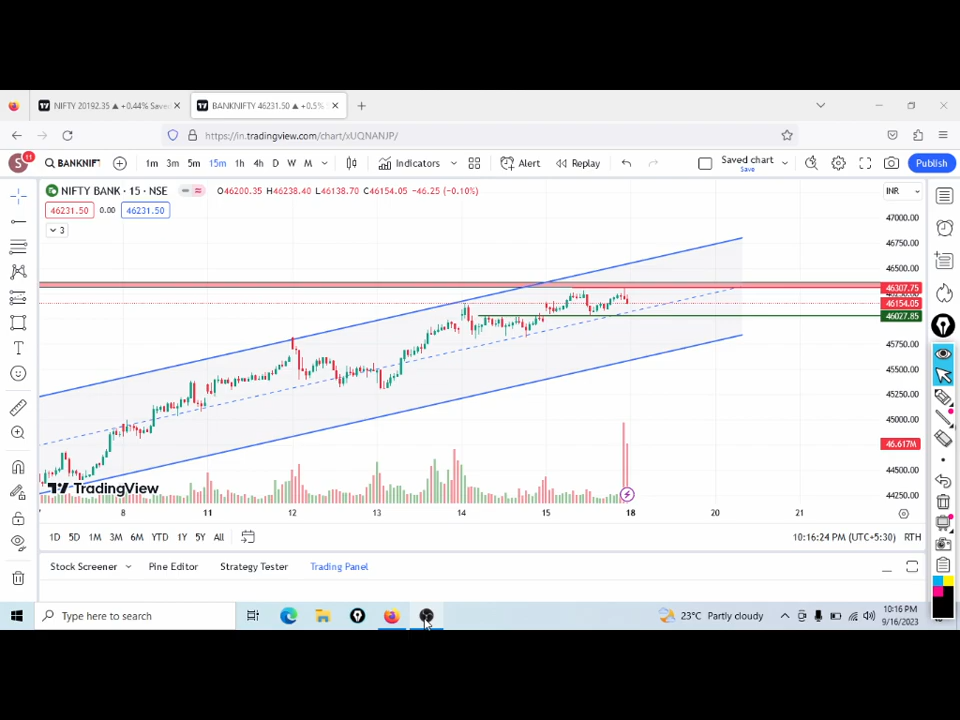 NIFTY 20192.35 ▲ +0.44% Saved
BANKNIFTY 46231.50 ▲ +0.5%
https://in.tradingview.com/chart/xUQNANJP/
S 11 BANKNIFT 1m 3m 5m 15m 1h 4h D W M Indicators Alert Replay Saved chart Save Publish
NIFTY BANK · 15 · NSE O46200.35 H46238.40 L46138.70 C46154.05 −46.25 (−0.10%) INR
46231.50 0.00 46231.50
3
47000.00
46750.00
46500.00
46307.75
46154.05
46027.85
45750.00
45500.00
45250.00
45000.00
46.617M
44500.00
44250.00
TradingView
8 11 12 13 14 15 18 20 21
1D 5D 1M 3M 6M YTD 1Y 5Y All 10:16:24 PM (UTC+5:30) RTH
Stock Screener Pine Editor Strategy Tester Trading Panel
Type here to search 23°C Partly cloudy 10:16 PM
9/16/2023